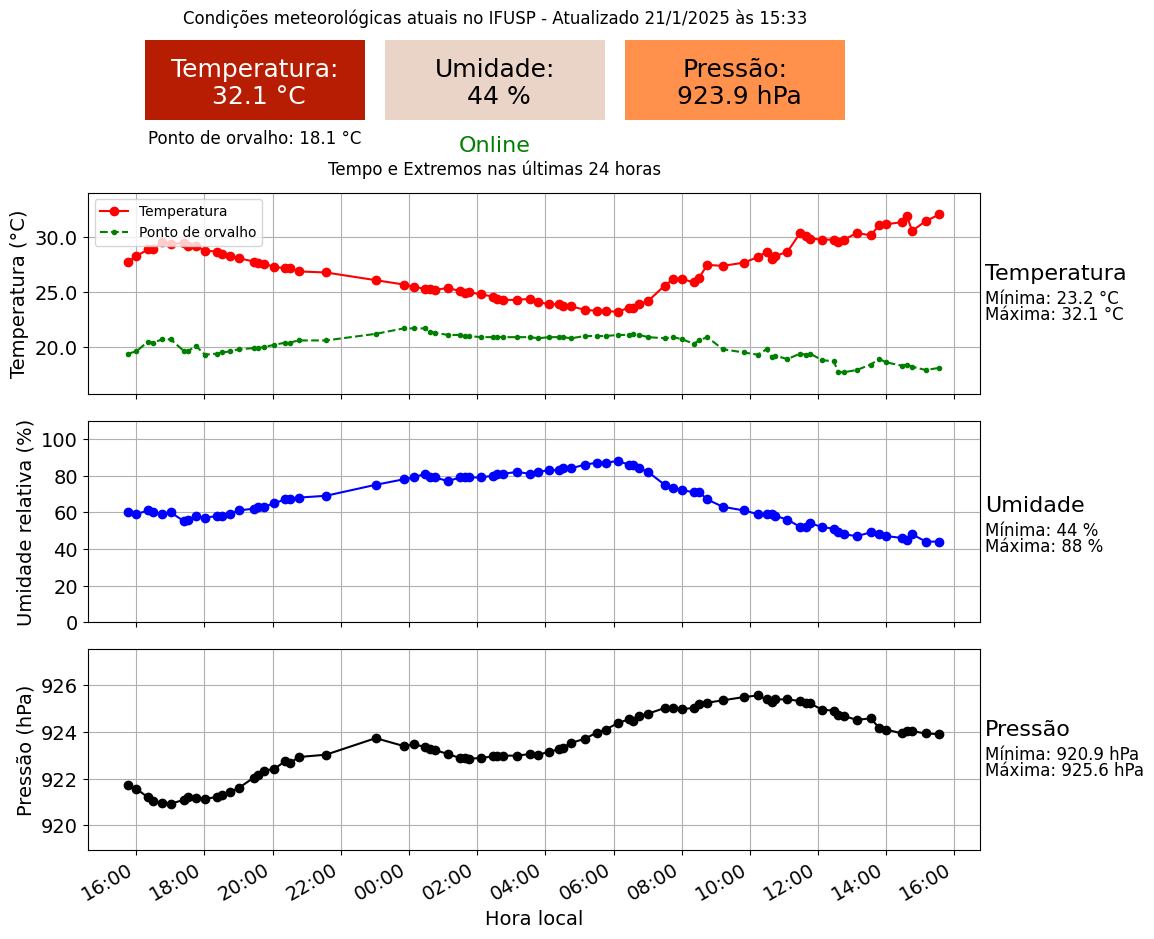 Condições meteorológicas atuais no IFUSP - Atualizado 21/1/2025 às 15:33
Temperatura:
32.1 °C
Umidade:
44 %
Pressão:
923.9 hPa
Ponto de orvalho: 18.1 °C
Online
Tempo e Extremos nas últimas 24 horas
Temperatura (°C)
30.0
25.0
20.0
Temperatura
Ponto de orvalho
Temperatura
Mínima: 23.2 °C
Máxima: 32.1 °C
Umidade relativa (%)
100
80
60
40
20
0
Umidade
Mínima: 44 %
Máxima: 88 %
Pressão (hPa)
926
924
922
920
Pressão
Mínima: 920.9 hPa
Máxima: 925.6 hPa
16:00 18:00 20:00 22:00 00:00 02:00 04:00 06:00 08:00 10:00 12:00 14:00 16:00
Hora local